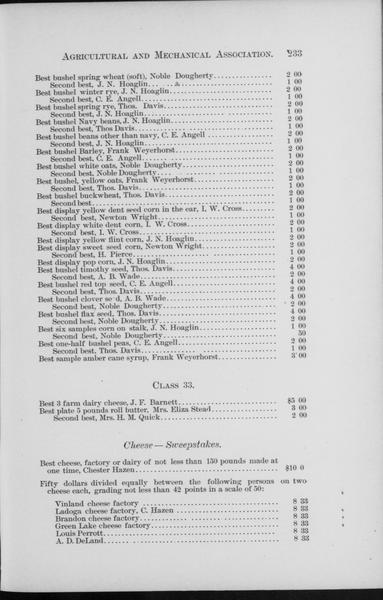 AGRICULTURAL AND MECHANICAL ASSOCIATION. 233
Best bushel spring wheat (soft), Noble Dougherty................ 2 00
Second best, J. N. Hoaglin................ 1 00
Best bushel winter rye, J. N. Hoaglin................ 2 00
Second best, C. E. Angell................ 1 00
Best bushel spring rye, Thos. Davis................ 2 00
Second best, J. N. Hoaglin................ 1 00
Best bushel Navy beans, J. N. Hoaglin................ 2 00
Second best, Thos Davis................ 1 00
Best bushel beans other than navy, C. E. Angell................ 2 00
Second best, J. N. Hoaglin................ 1 00
Best bushel Barley, Frank Weyerhorst................ 2 00
Second best, C. E. Angell................ 1 00
Best bushel white oats, Noble Dougherty................ 2 00
Second best, Noble Dougherty................ 1 00
Best bushel, yellow oats, Frank Weyerhorst................ 2 00
Second best, Thos. Davis................ 1 00
Best bushel buckwheat, Thos. Davis................ 2 00
Second best................ 1 00
Best display yellow dent seed corn in the ear, I. W. Cross................ 2 00
Second best, Newton Wright................ 1 00
Best display white dent corn, I. W. Cross................ 2 00
Second best, I. W. Cross................ 1 00
Best display yellow flint corn, J. N. Hoaglin................ 2 00
Best display sweet seed corn, Newton Wright................ 2 00
Second best, H. Pierce................ 1 00
Best display pop corn, J. N. Hoaglin................ 2 00
Best bushel timothy seed, Thos. Davis................ 4 00
Second best, A. B. Wade................ 2 00
Best bushel red top seed, C. E. Angell................ 4 00
Second best, Thos. Davis................ 2 00
Best bushel clover se d, A. B. Wade................ 4 00
Second best, Noble Dougherty................ 2 00
Best bushel flax seed, Thos. Davis................ 4 00
Second best, Noble Dougherty................ 2 00
Best six samples corn on stalk, J. N. Hoaglin................ 1 00
Second best, Noble Dougherty................ 50
Best one-half bushel peas, C. E. Angell................ 2 00
Second best, Thos. Davis................ 1 00
Best sample amber cane syrup, Frank Weyerhorst................ 3 00
CLASS 33.
Best 3 farm dairy cheese, J. F. Barnett................ $5 00
Best plate 5 pounds roll butter, Mrs. Eliza Stead................ 3 00
Second best, Mrs. H. M. Quick................ 2 00
Cheese—Sweepstakes.
Best cheese, factory or dairy of not less than 150 pounds made at
one time, Chester Hazen................ $10 0
Fifty dollars divided equally between the following persons on two
cheese each, grading not less than 42 points in a scale of 50:
Vinland cheese factory................ 8 33
Ladoga cheese factory, C. Hazen................ 8 33
Brandon cheese factory................ 8 33
Green Lake cheese factory................ 8 33
Louis Perrott................ 8 33
A. D. DeLand................ 8 33